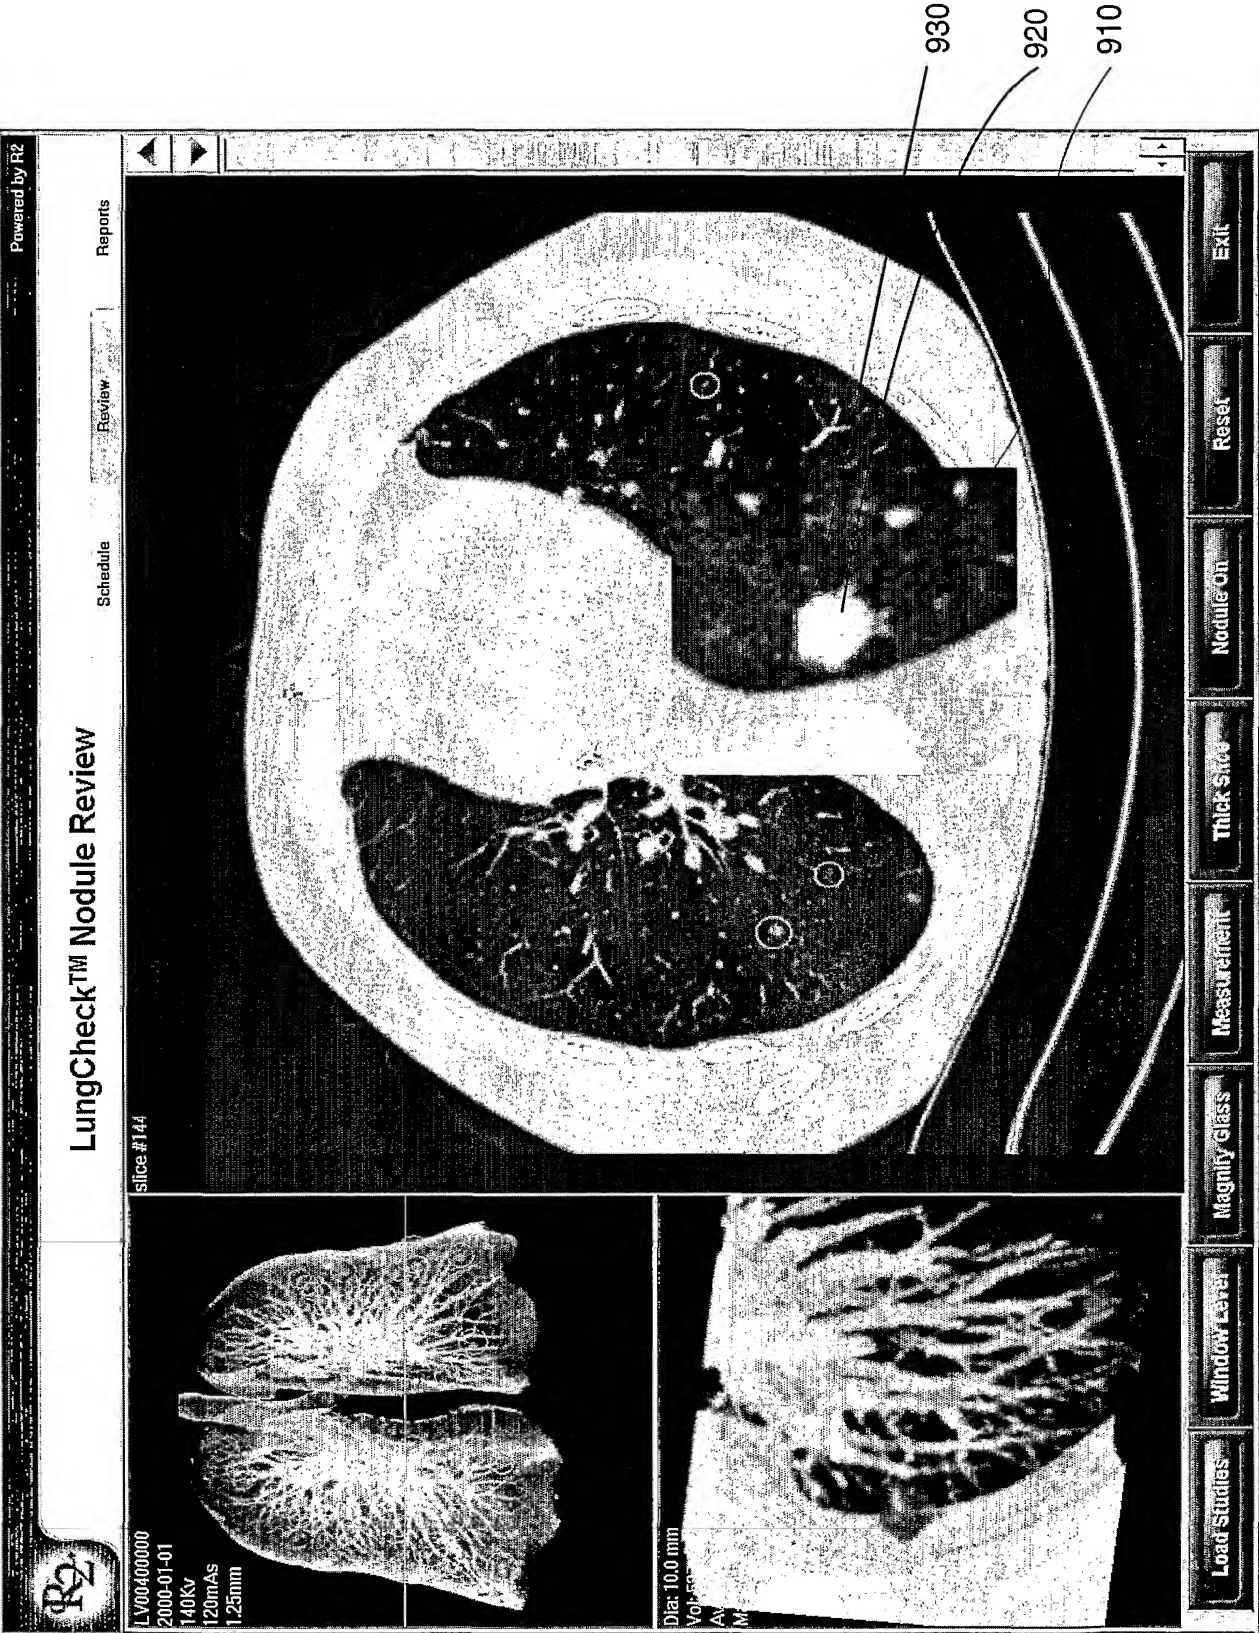 Powered by R2
R2
LungCheck™ Nodule Review
Schedule
Review
Reports
LV00400000
2000-01-01
140Kv
120mAs
1.25mm
slice #144
Dia: 10.0 mm
930
920
910
Load Studies
Window Level
Magnify Glass
Measurement
Thick Slice
Nodule On
Reset
Exit